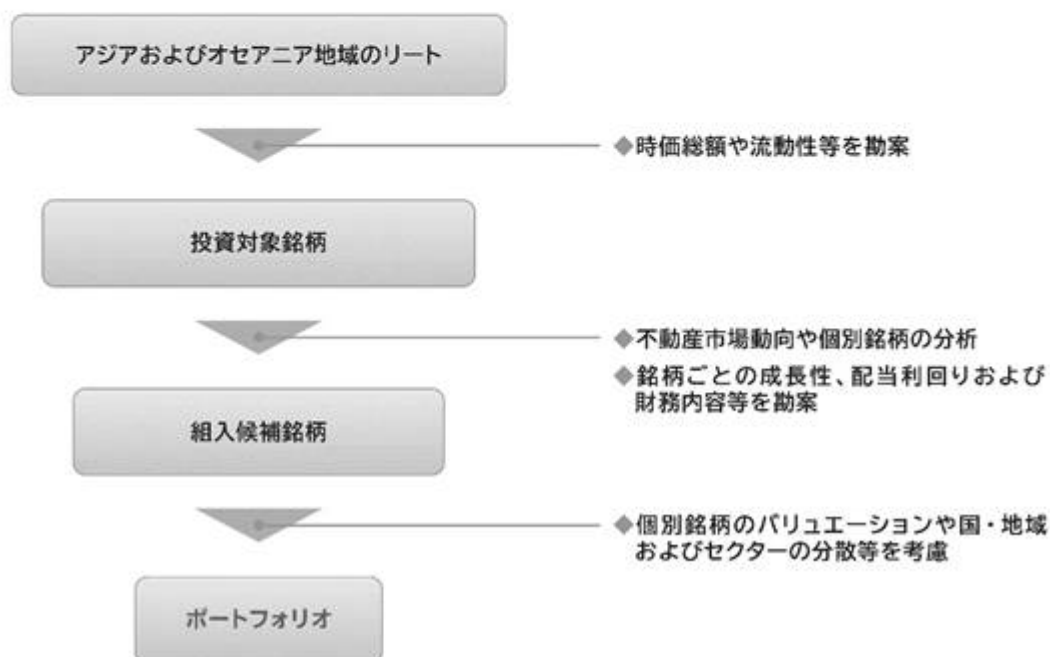 アジアおよびオセアニア地域のリート
◆時価総額や流動性等を勘案
投資対象銘柄
◆不動産市場動向や個別銘柄の分析
◆銘柄ごとの成長性、配当利回りおよび
財務内容等を勘案
組入候補銘柄
◆個別銘柄のバリュエーションや国・地域
およびセクターの分散等を考慮
ポートフォリオ